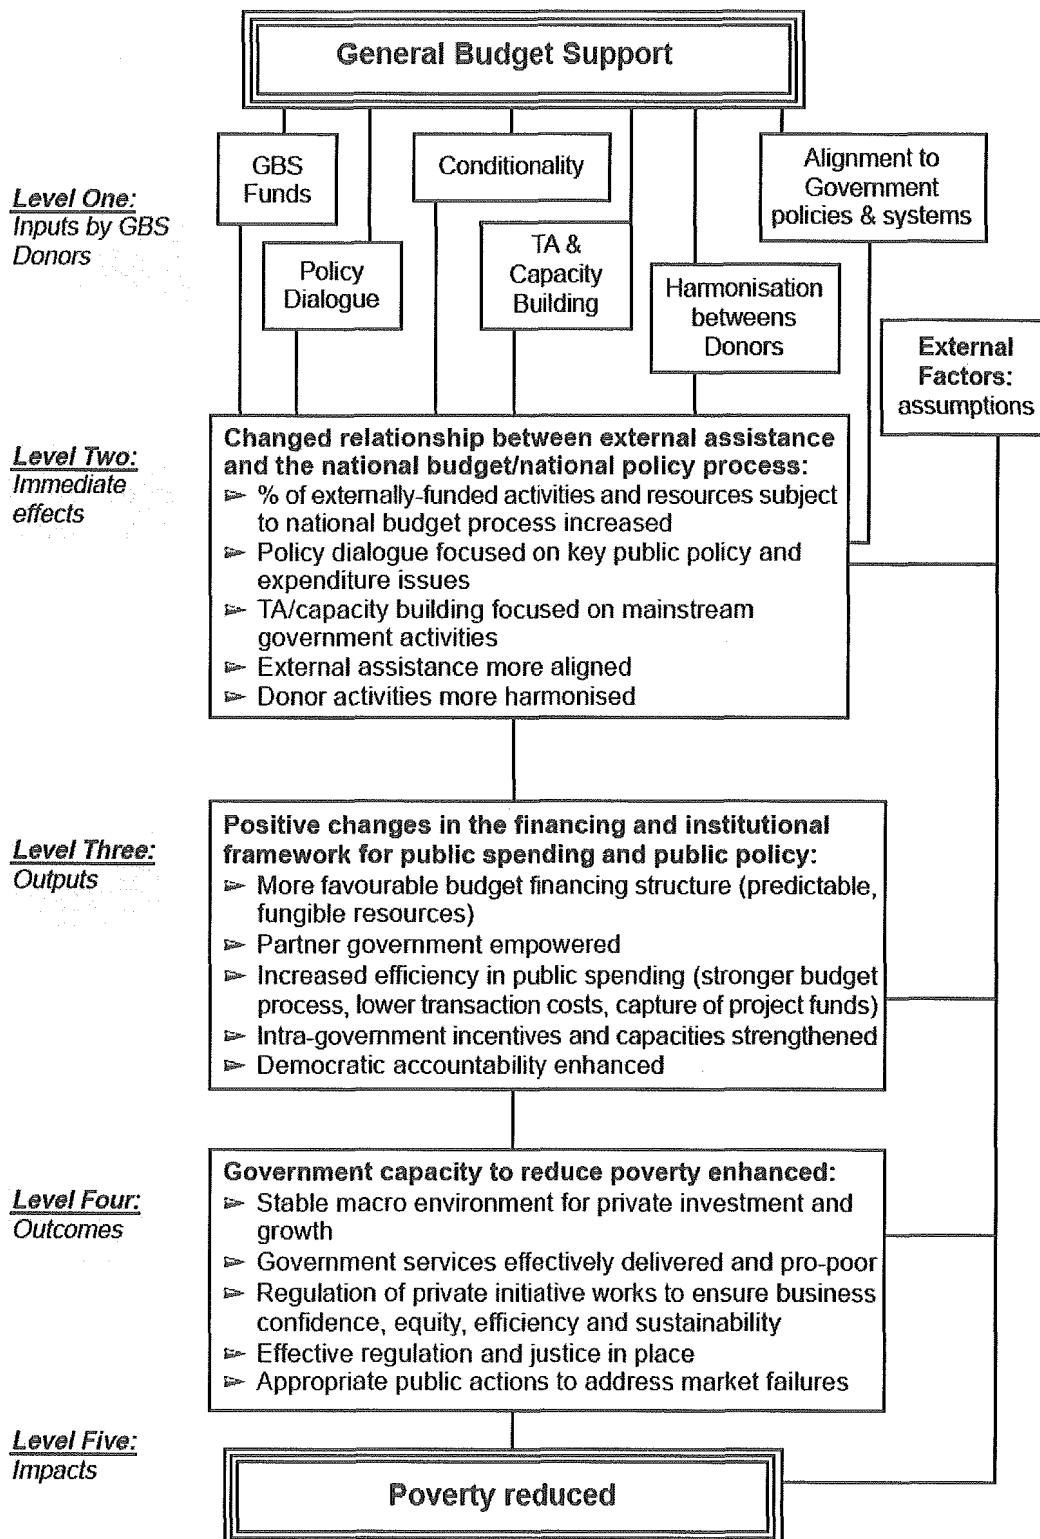 General Budget Support
GBS
Funds
Conditionality
Alignment to
Government
policies & systems
Level One:
Inputs by GBS
Donors
Policy
Dialogue
TA &
Capacity
Building
Harmonisation
betweens
Donors
External
Factors:
assumptions
Level Two:
Immediate
effects
Changed relationship between external assistance
and the national budget/national policy process:
➢ % of externally-funded activities and resources subject
to national budget process increased
➢ Policy dialogue focused on key public policy and
expenditure issues
➢ TA/capacity building focused on mainstream
government activities
➢ External assistance more aligned
➢ Donor activities more harmonised
Level Three:
Outputs
Positive changes in the financing and institutional
framework for public spending and public policy:
➢ More favourable budget financing structure (predictable,
fungible resources)
➢ Partner government empowered
➢ Increased efficiency in public spending (stronger budget
process, lower transaction costs, capture of project funds)
➢ Intra-government incentives and capacities strengthened
➢ Democratic accountability enhanced
Level Four:
Outcomes
Government capacity to reduce poverty enhanced:
➢ Stable macro environment for private investment and
growth
➢ Government services effectively delivered and pro-poor
➢ Regulation of private initiative works to ensure business
confidence, equity, efficiency and sustainability
➢ Effective regulation and justice in place
➢ Appropriate public actions to address market failures
Level Five:
Impacts
Poverty reduced